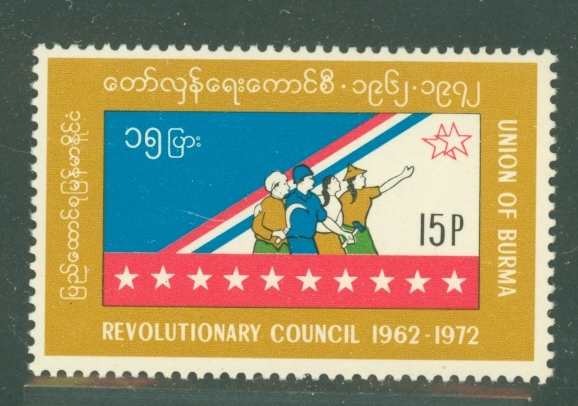 တော်လှန်ရေးကောင်စီ · ၁၉၆၂ - ၁၉၇၂
ပြည်ထောင်စုမြန်မာနိုင်ငံ
၁၅ ပြား
15P
UNION OF BURMA
REVOLUTIONARY COUNCIL 1962 - 1972